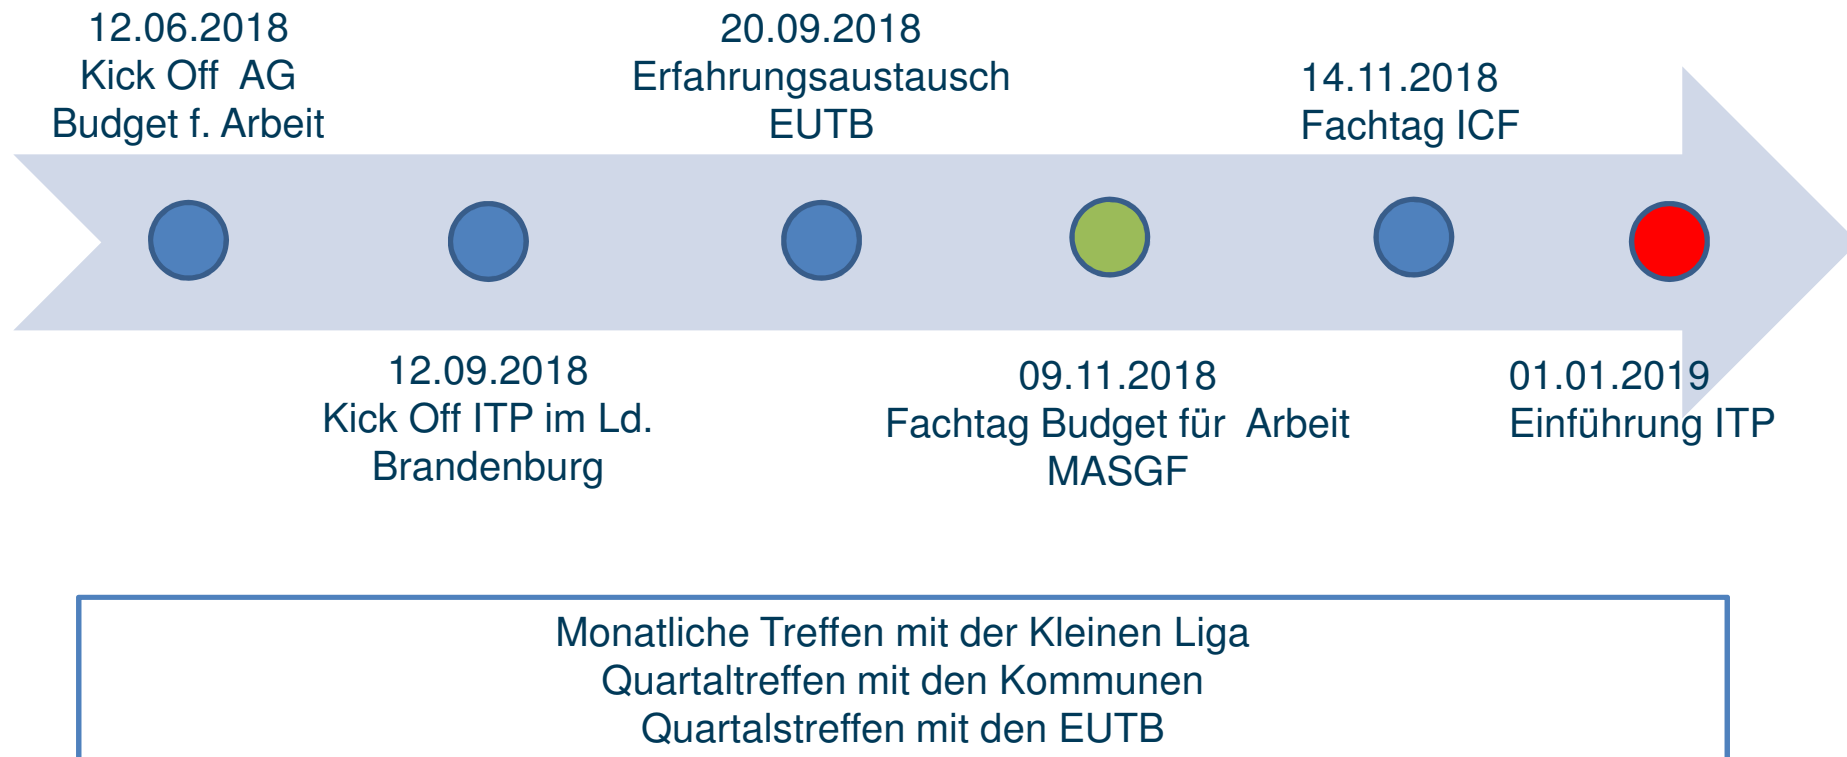 12.06.2018
Kick Off AG
Budget f. Arbeit
20.09.2018
Erfahrungsaustausch
EUTB
14.11.2018
Fachtag ICF
12.09.2018
Kick Off ITP im Ld.
Brandenburg
09.11.2018
Fachtag Budget für Arbeit
MASGF
01.01.2019
Einführung ITP
Monatliche Treffen mit der Kleinen Liga
Quartaltreffen mit den Kommunen
Quartalstreffen mit den EUTB